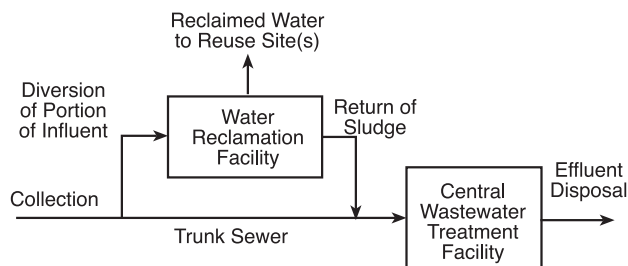 Reclaimed Water
to Reuse Site(s)
Diversion
of Portion
of Influent
Water
Reclamation
Facility
Return of
Sludge
Collection
Trunk Sewer
Central
Wastewater
Treatment
Facility
Effluent
Disposal